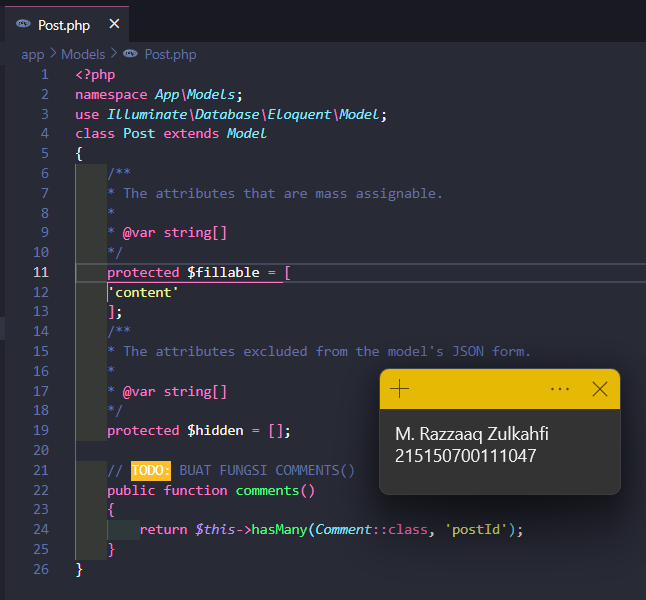 Post.php
app > Models > Post.php
1 <?php
2 namespace App\Models;
3 use Illuminate\Database\Eloquent\Model;
4 class Post extends Model
5 {
6 /**
7 * The attributes that are mass assignable.
8 *
9 * @var string[]
10 */
11 protected $fillable = [
12 'content'
13 ];
14 /**
15 * The attributes excluded from the model's JSON form.
16 *
17 * @var string[]
18 */
19 protected $hidden = [];
20
21 // TODO: BUAT FUNGSI COMMENTS()
22 public function comments()
23 {
24 return $this->hasMany(Comment::class, 'postId');
25 }
26 }
M. Razzaaq Zulkahfi
215150700111047